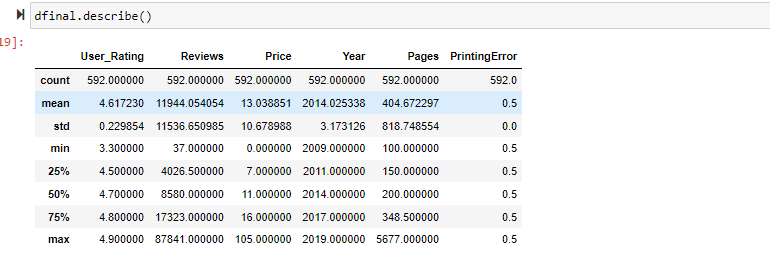 dfinal.describe()
19]:
User_Rating Reviews Price Year Pages PrintingError
count 592.000000 592.000000 592.000000 592.000000 592.000000 592.0
mean 4.617230 11944.054054 13.038851 2014.025338 404.672297 0.5
std 0.229854 11536.650985 10.678988 3.173126 818.748554 0.0
min 3.300000 37.000000 0.000000 2009.000000 100.000000 0.5
25% 4.500000 4026.500000 7.000000 2011.000000 150.000000 0.5
50% 4.700000 8580.000000 11.000000 2014.000000 200.000000 0.5
75% 4.800000 17323.000000 16.000000 2017.000000 348.500000 0.5
max 4.900000 87841.000000 105.000000 2019.000000 5677.000000 0.5